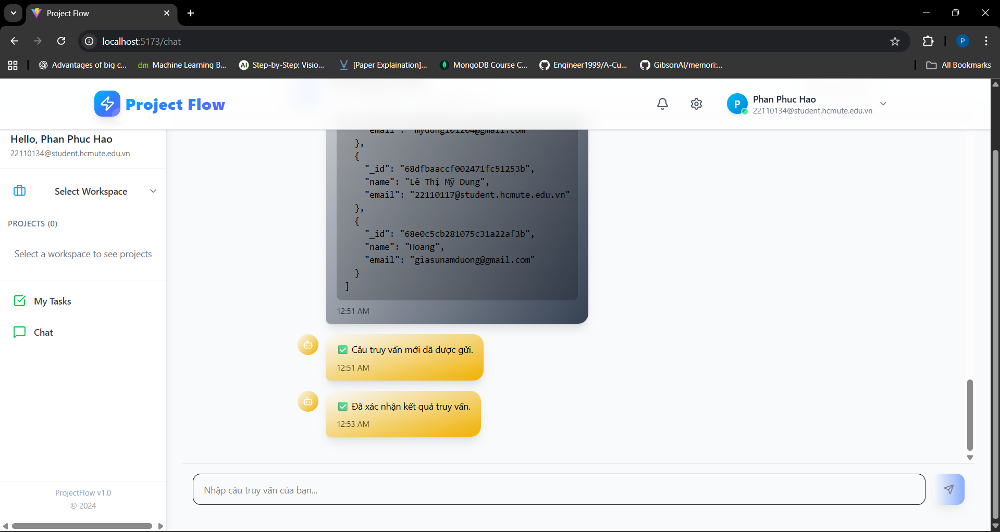 Project Flow
localhost:5173/chat
Advantages of big c...
dm Machine Learning B...
AI Step-by-Step: Visio...
[Paper Explaination]...
MongoDB Course C...
Engineer1999/A-Cu...
GibsonAI/memori:...
All Bookmarks
P
Project Flow
P
Phan Phuc Hao
22110134@student.hcmute.edu.vn
Hello, Phan Phuc Hao
22110134@student.hcmute.edu.vn
Select Workspace
PROJECTS (0)
Select a workspace to see projects
My Tasks
Chat
ProjectFlow v1.0
© 2024
"email": "mydung101204@gmail.com"
},
{
"_id": "68dfbaaccf002471fc51253b",
"name": "Lê Thị Mỹ Dung",
"email": "22110117@student.hcmute.edu.vn"
},
{
"_id": "68e0c5cb281075c31a22af3b",
"name": "Hoang",
"email": "giasunamduong@gmail.com"
}
]
12:51 AM
✅ Câu truy vấn mới đã được gửi.
12:51 AM
✅ Đã xác nhận kết quả truy vấn.
12:53 AM
Nhập câu truy vấn của bạn...